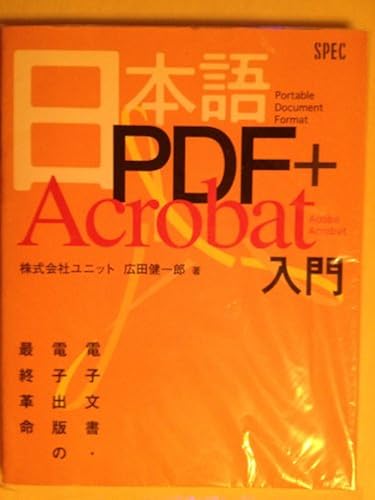 SPEC
日本語
Portable
Document
Format
PDF+
Acrobat
Adobe
Acrobat
入門
株式会社ユニット 広田健一郎 著
電子文書・
電子出版の
最終革命